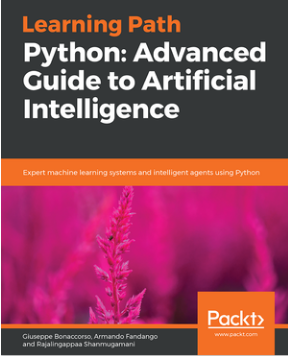 Learning Path
Python: Advanced
Guide to Artificial
Intelligence
Expert machine learning systems and intelligent agents using Python
Packt>
www.packt.com
Giuseppe Bonaccorso, Armando Fandango
and Rajalingappaa Shanmugamani